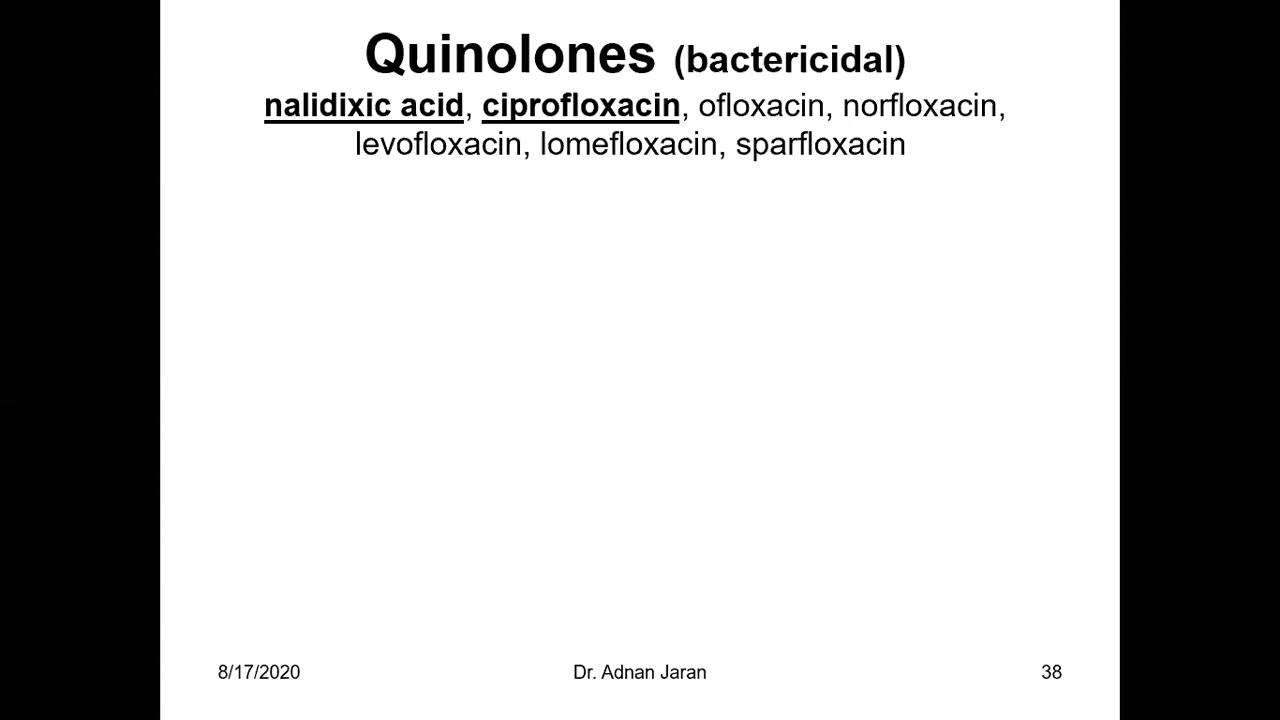 Quinolones (bactericidal)
nalidixic acid, ciprofloxacin, ofloxacin, norfloxacin,
levofloxacin, lomefloxacin, sparfloxacin
8/17/2020
Dr. Adnan Jaran
38